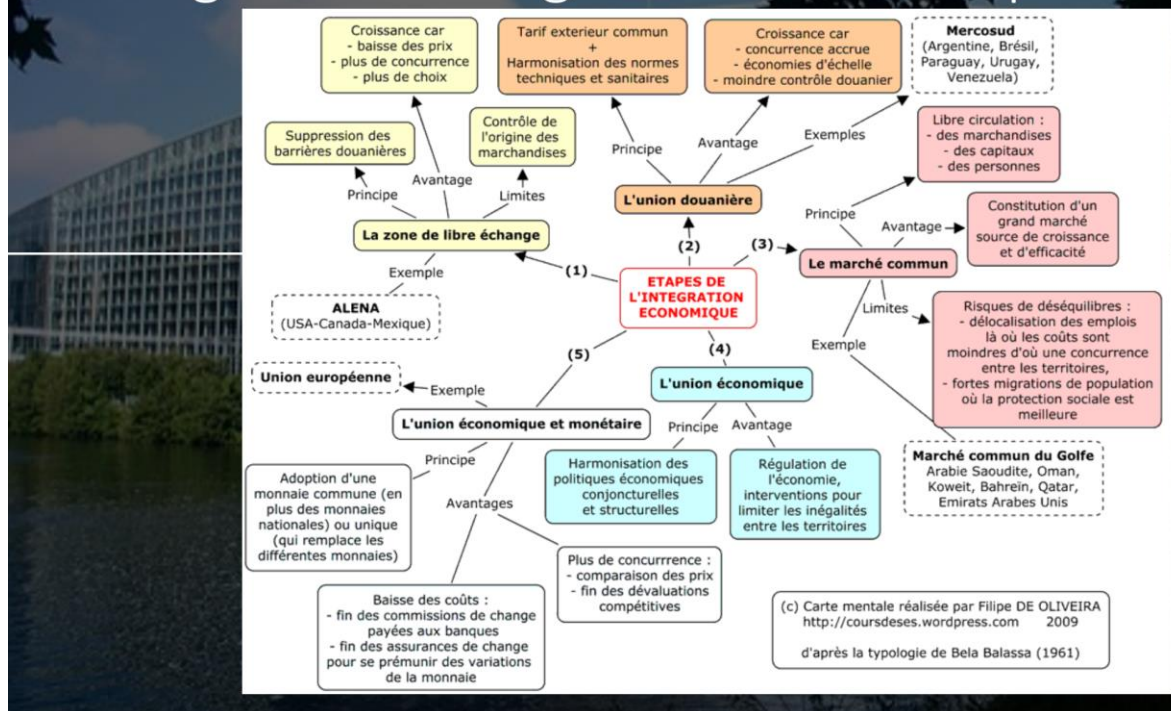 Croissance car
- baisse des prix
- plus de concurrence
- plus de choix
Tarif exterieur commun
+
Harmonisation des normes
techniques et sanitaires
Croissance car
- concurrence accrue
- économies d'échelle
- moindre contrôle douanier
Mercosud
(Argentine, Brésil,
Paraguay, Urugay,
Venezuela)
Suppression des
barrières douanières
Contrôle de
l'origine des
marchandises
Libre circulation :
- des marchandises
- des capitaux
- des personnes
Principe
Avantage
Limites
Principe
Avantage
Exemples
La zone de libre échange
L'union douanière
Principe
Avantage
Constitution d'un
grand marché
source de croissance
et d'efficacité
Le marché commun
(1)
(2)
(3)
Exemple
ALENA
(USA-Canada-Mexique)
ETAPES DE
L'INTEGRATION
ECONOMIQUE
Limites
Exemple
Risques de déséquilibres :
- délocalisation des emplois
là où les coûts sont
moindres d'où une concurrence
entre les territoires,
- fortes migrations de population
où la protection sociale est
meilleure
(5)
(4)
Union européenne
Exemple
L'union économique
L'union économique et monétaire
Principe
Avantage
Marché commun du Golfe
Arabie Saoudite, Oman,
Koweit, Bahreïn, Qatar,
Emirats Arabes Unis
Principe
Avantages
Adoption d'une
monnaie commune (en
plus des monnaies
nationales) ou unique
(qui remplace les
différentes monnaies)
Harmonisation des
politiques économiques
conjoncturelles
et structurelles
Régulation de
l'économie,
interventions pour
limiter les inégalités
entre les territoires
Plus de concurrrence :
- comparaison des prix
- fin des dévaluations
compétitives
Baisse des coûts :
- fin des commissions de change
payées aux banques
- fin des assurances de change
pour se prémunir des variations
de la monnaie
(c) Carte mentale réalisée par Filipe DE OLIVEIRA
http://coursdeses.wordpress.com 2009
d'après la typologie de Bela Balassa (1961)